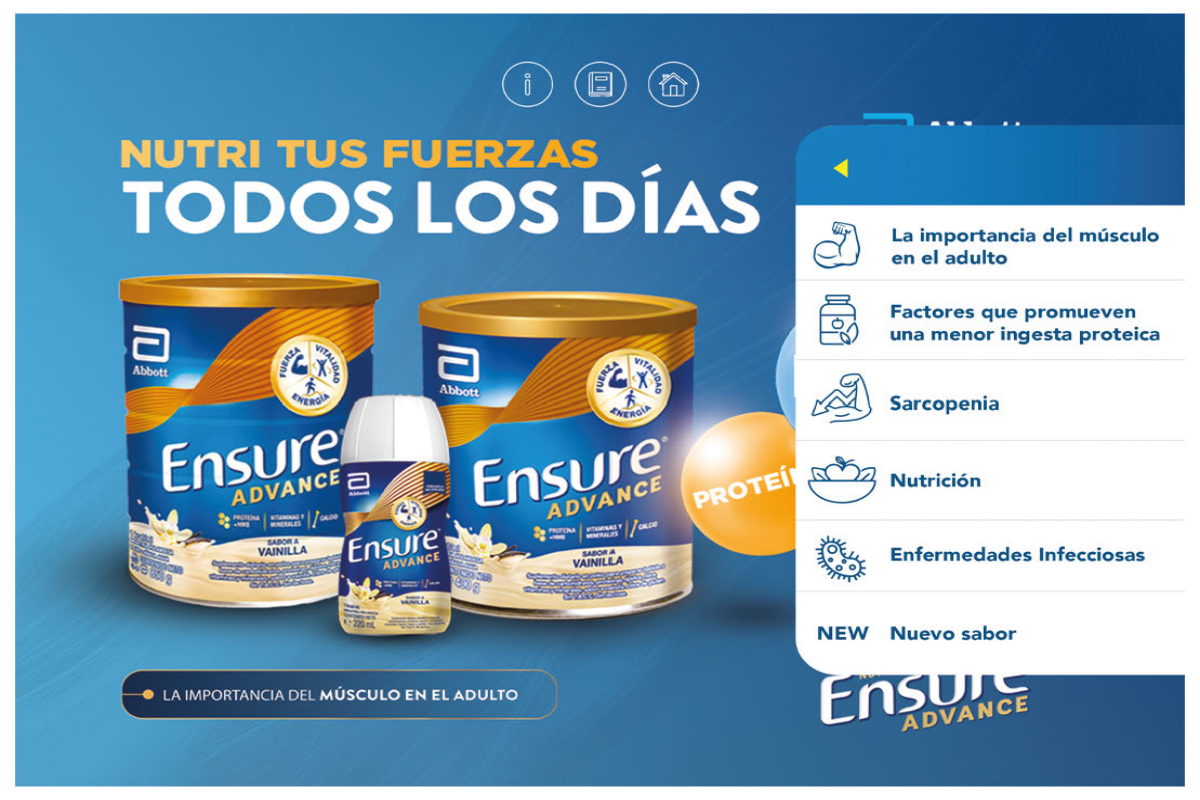 NUTRI TUS FUERZAS
TODOS LOS DÍAS
Abbott
Ensure®
ADVANCE
PROTEÍNA
+HMB
VITAMINAS Y
MINERALES
CALCIO
SABOR A
VAINILLA
FUERZA
VITALIDAD
ENERGÍA
Abbott
Ensure®
ADVANCE
SABOR A
VAINILLA
220 mL
Abbott
FUERZA
VITALIDAD
ENERGÍA
Ensure®
ADVANCE
PROTEÍNA
+HMB
VITAMINAS Y
MINERALES
CALCIO
SABOR A
VAINILLA
PROTEÍ
La importancia del músculo
en el adulto
Factores que promueven
una menor ingesta proteica
Sarcopenia
Nutrición
Enfermedades Infecciosas
NEW Nuevo sabor
LA IMPORTANCIA DEL MÚSCULO EN EL ADULTO
Ensure
ADVANCE